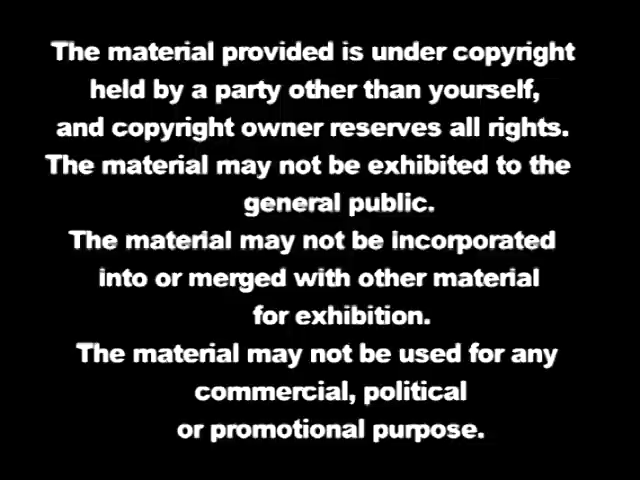 The material provided is under copyright
held by a party other than yourself,
and copyright owner reserves all rights.
The material may not be exhibited to the
general public.
The material may not be incorporated
into or merged with other material
for exhibition.
The material may not be used for any
commercial, political
or promotional purpose.